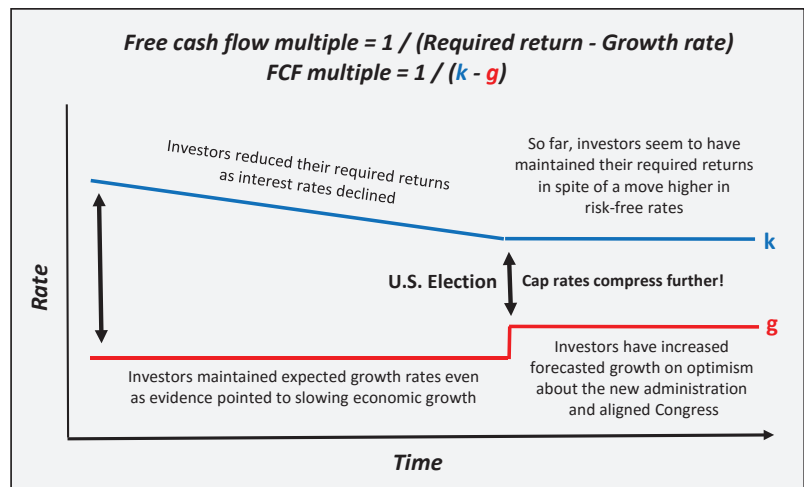 Free cash flow multiple = 1 / (Required return - Growth rate)
FCF multiple = 1 / (k - g)
Investors reduced their required returns
as interest rates declined
So far, investors seem to have
maintained their required returns
in spite of a move higher in
risk-free rates
k
U.S. Election
Cap rates compress further!
g
Investors maintained expected growth rates even
as evidence pointed to slowing economic growth
Investors have increased
forecasted growth on optimism
about the new administration
and aligned Congress
Rate
Time